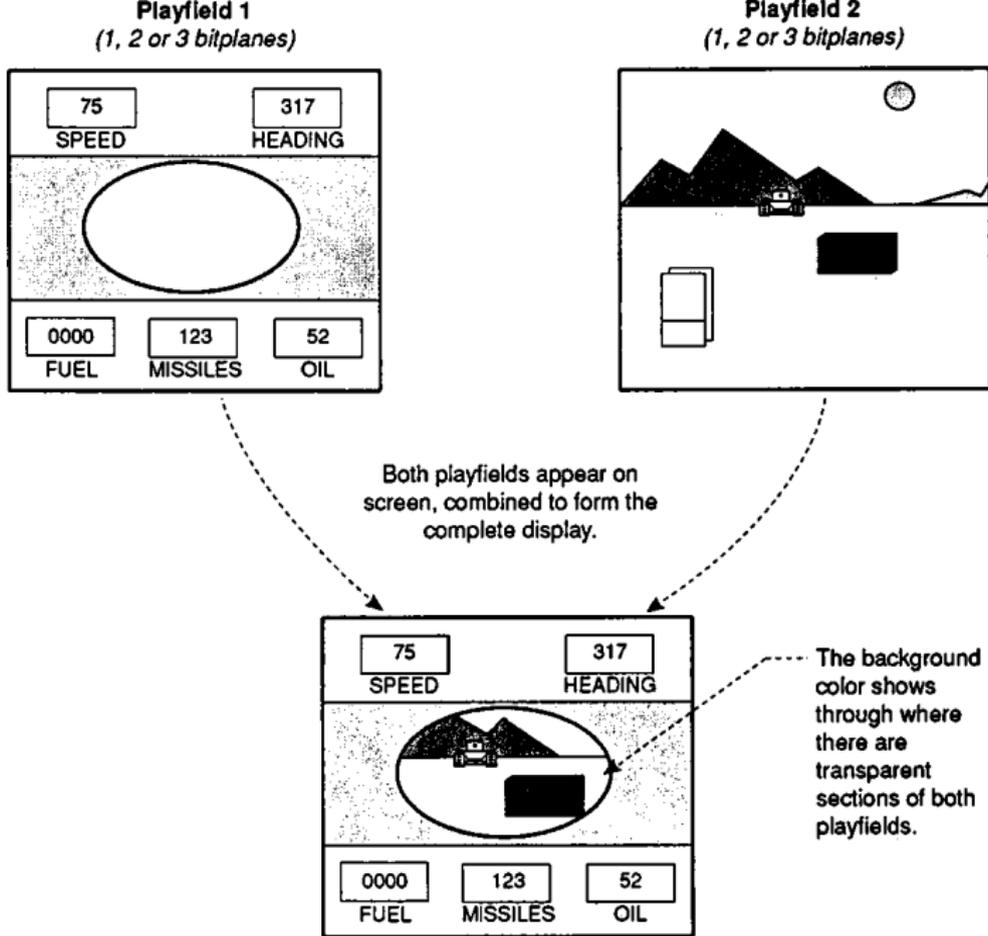 Playfield 1
(1, 2 or 3 bitplanes)
Playfield 2
(1, 2 or 3 bitplanes)
75
SPEED
317
HEADING
0000
FUEL
123
MISSILES
52
OIL
Both playfields appear on
screen, combined to form the
complete display.
75
SPEED
317
HEADING
0000
FUEL
123
MISSILES
52
OIL
The background
color shows
through where
there are
transparent
sections of both
playfields.